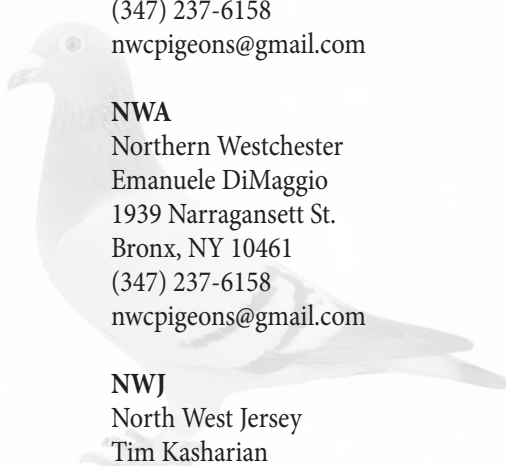 (347) 237-6158
nwcpigeons@gmail.com
NWA
Northern Westchester
Emanuele DiMaggio
1939 Narragansett St.
Bronx, NY 10461
(347) 237-6158
nwcpigeons@gmail.com
NWJ
North West Jersey
Tim Kasharian